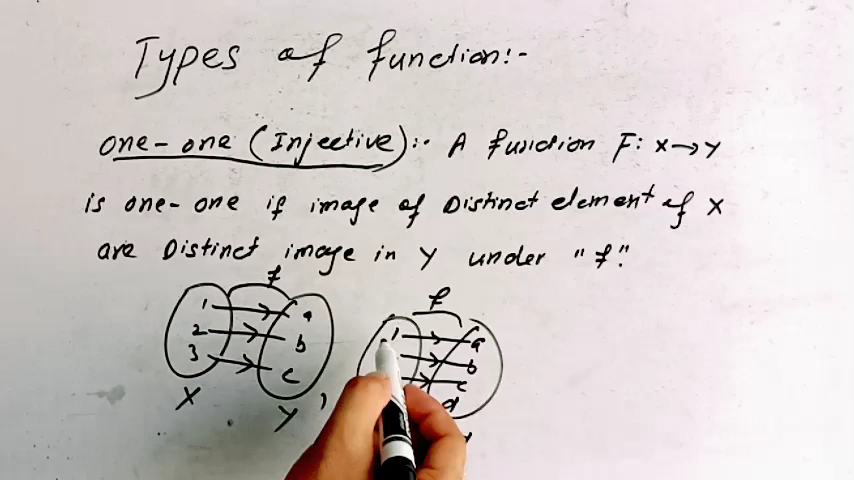 Types of function:-
one-one (Injective):- A function F: X→Y
is one-one if image of Distinct element of X
are Distinct image in Y under "f".
f
f
1 a
2 b
3 c
X Y ,
1 a
b
c
d